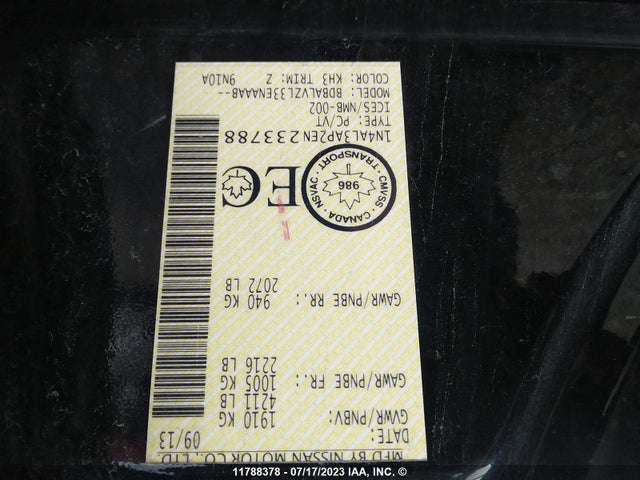 MFD BY NISSAN MOTOR CO., LTD
DATE: 09/13
GVWR/PNBV: 1910 KG
4211 LB
GAWR/PNBE FR.: 1005 KG
2216 LB
GAWR/PNBE RR.: 940 KG
2072 LB
CMVSS · TRANSPORT
986
NSVAC · CANADA
EC
1N4AL3AP2EN233788
TYPE: PC/VT
ICES/NMB-002
MODEL: BDBALVZL33ENAAAB--
COLOR: KH3 TRIM: Z 9N10A
11788378 - 07/17/2023 IAA, INC.©